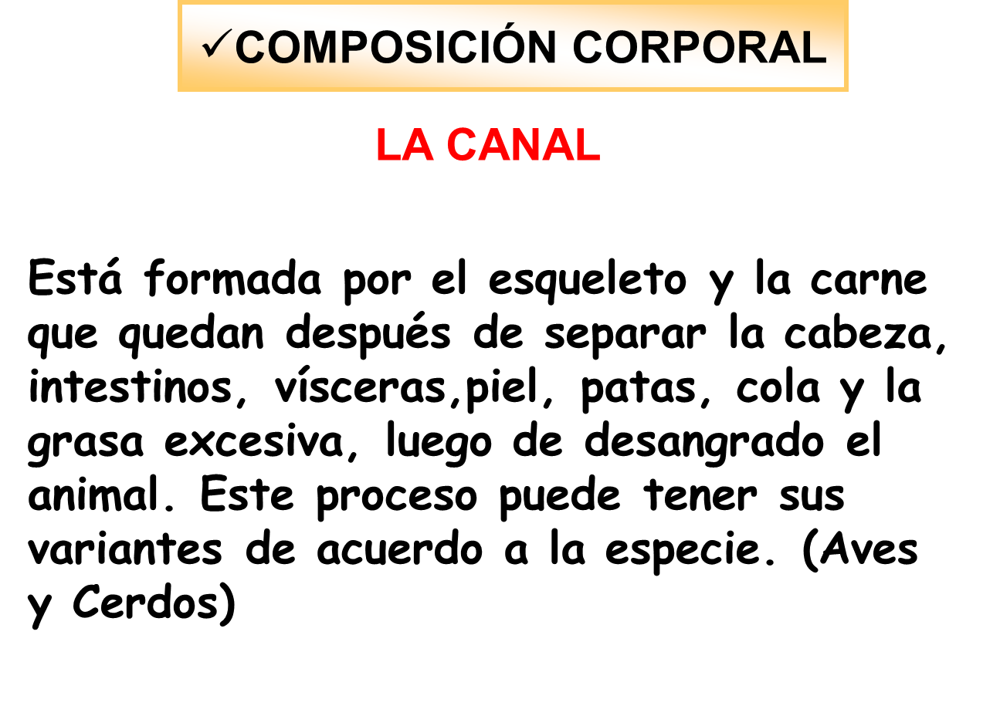 ✓COMPOSICIÓN CORPORAL
LA CANAL
Está formada por el esqueleto y la carne
que quedan después de separar la cabeza,
intestinos, vísceras,piel, patas, cola y la
grasa excesiva, luego de desangrado el
animal. Este proceso puede tener sus
variantes de acuerdo a la especie. (Aves
y Cerdos)